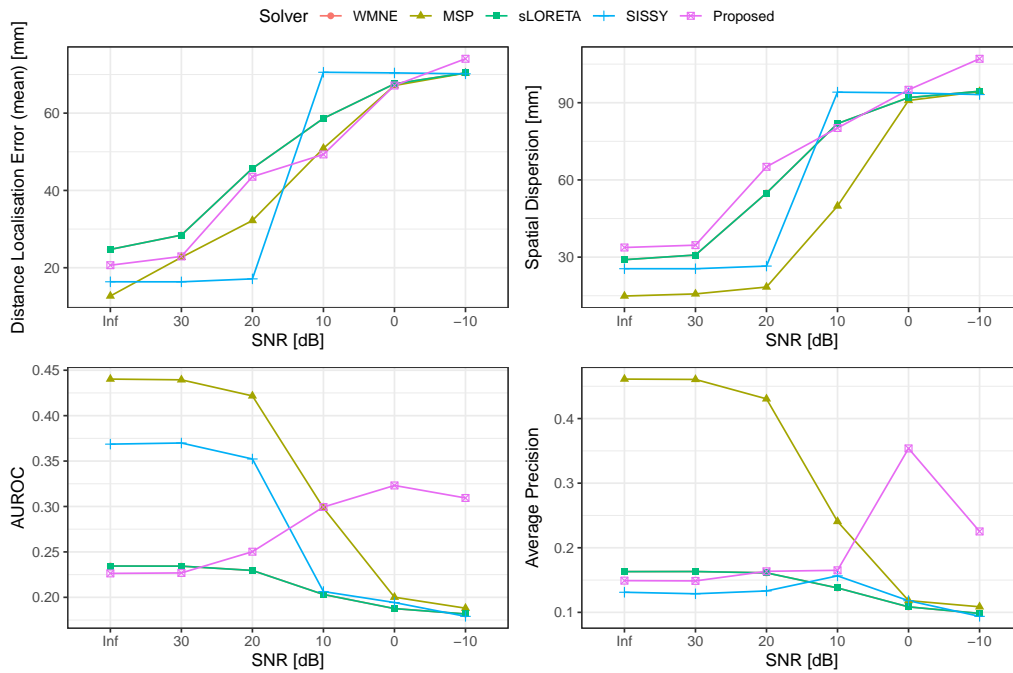 Solver WMNE MSP sLORETA SISSY Proposed
Distance Localisation Error (mean) [mm]
60
40
20
Inf 30 20 10 0 −10
SNR [dB]
Spatial Dispersion [mm]
90
60
30
Inf 30 20 10 0 −10
SNR [dB]
AUROC
0.45
0.40
0.35
0.30
0.25
0.20
Inf 30 20 10 0 −10
SNR [dB]
Average Precision
0.4
0.3
0.2
0.1
Inf 30 20 10 0 −10
SNR [dB]